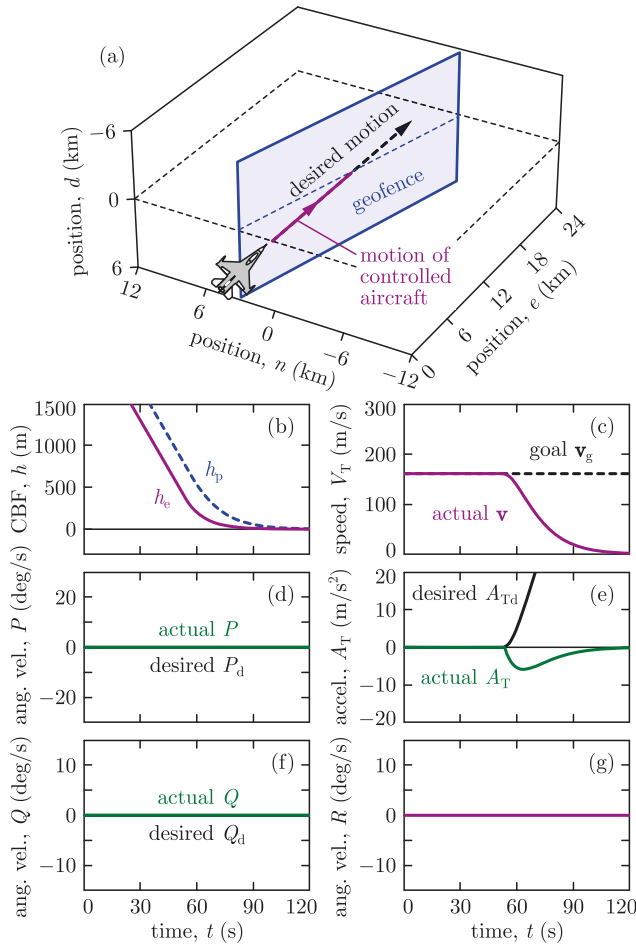 (a)
−6
0
6
position, d (km)
desired motion
geofence
motion of
controlled
aircraft
12
6
0
−6
−12
position, n (km)
0
6
12
18
24
position, e (km)
(b)
1500
1000
500
0
CBF, h (m)
hp
he
(c)
300
200
100
0
speed, VT (m/s)
goal vg
actual v
(d)
20
0
−20
ang. vel., P (deg/s)
actual P
desired Pd
(e)
20
10
0
−10
−20
accel., AT (m/s²)
desired ATd
actual AT
(f)
10
0
−10
ang. vel., Q (deg/s)
actual Q
desired Qd
0 30 60 90 120
time, t (s)
(g)
10
0
−10
ang. vel., R (deg/s)
0 30 60 90 120
time, t (s)